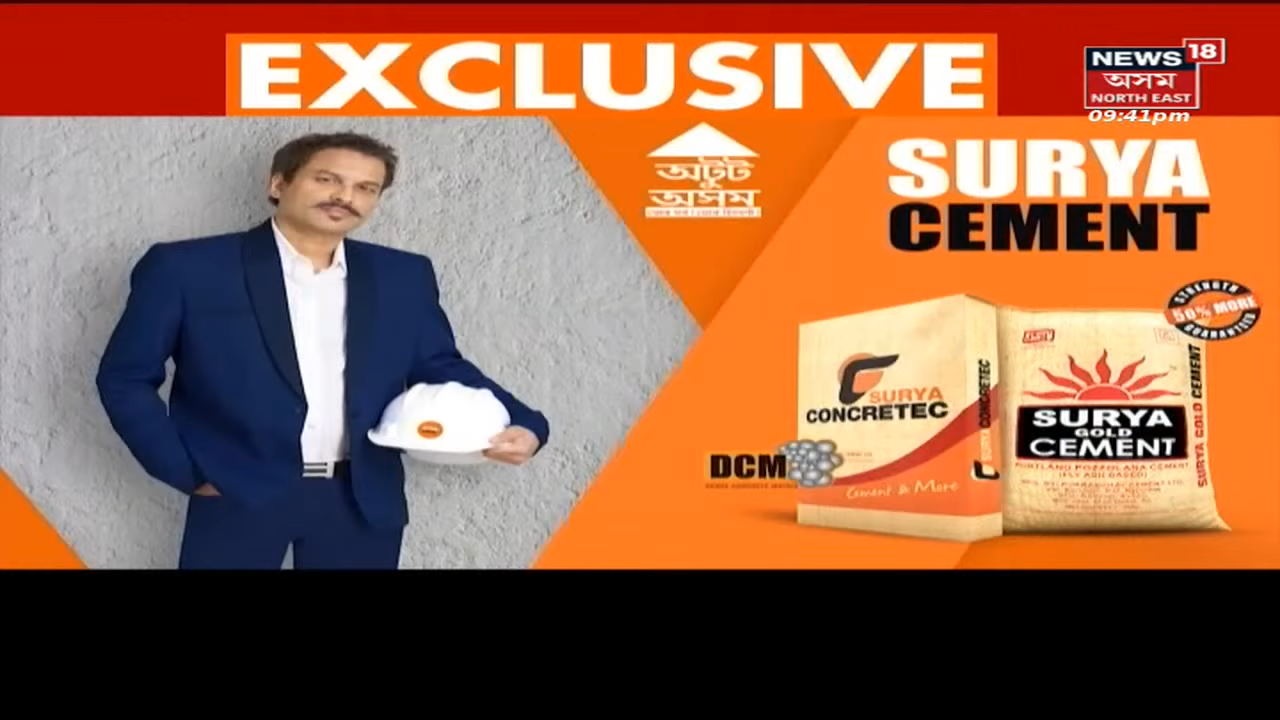 EXCLUSIVE
NEWS 18
অসম
NORTH EAST
09:41pm
অটুট
অসম
SURYA
CEMENT
STRENGTH
50% MORE
GUARANTEED
SURYA
CONCRETEC
Cement & More
SURYA CONCRETEC
DCM
SURYA
GOLD
CEMENT
PORTLAND POZZOLANA CEMENT
(FLY ASH BASED)
SURYA GOLD CEMENT